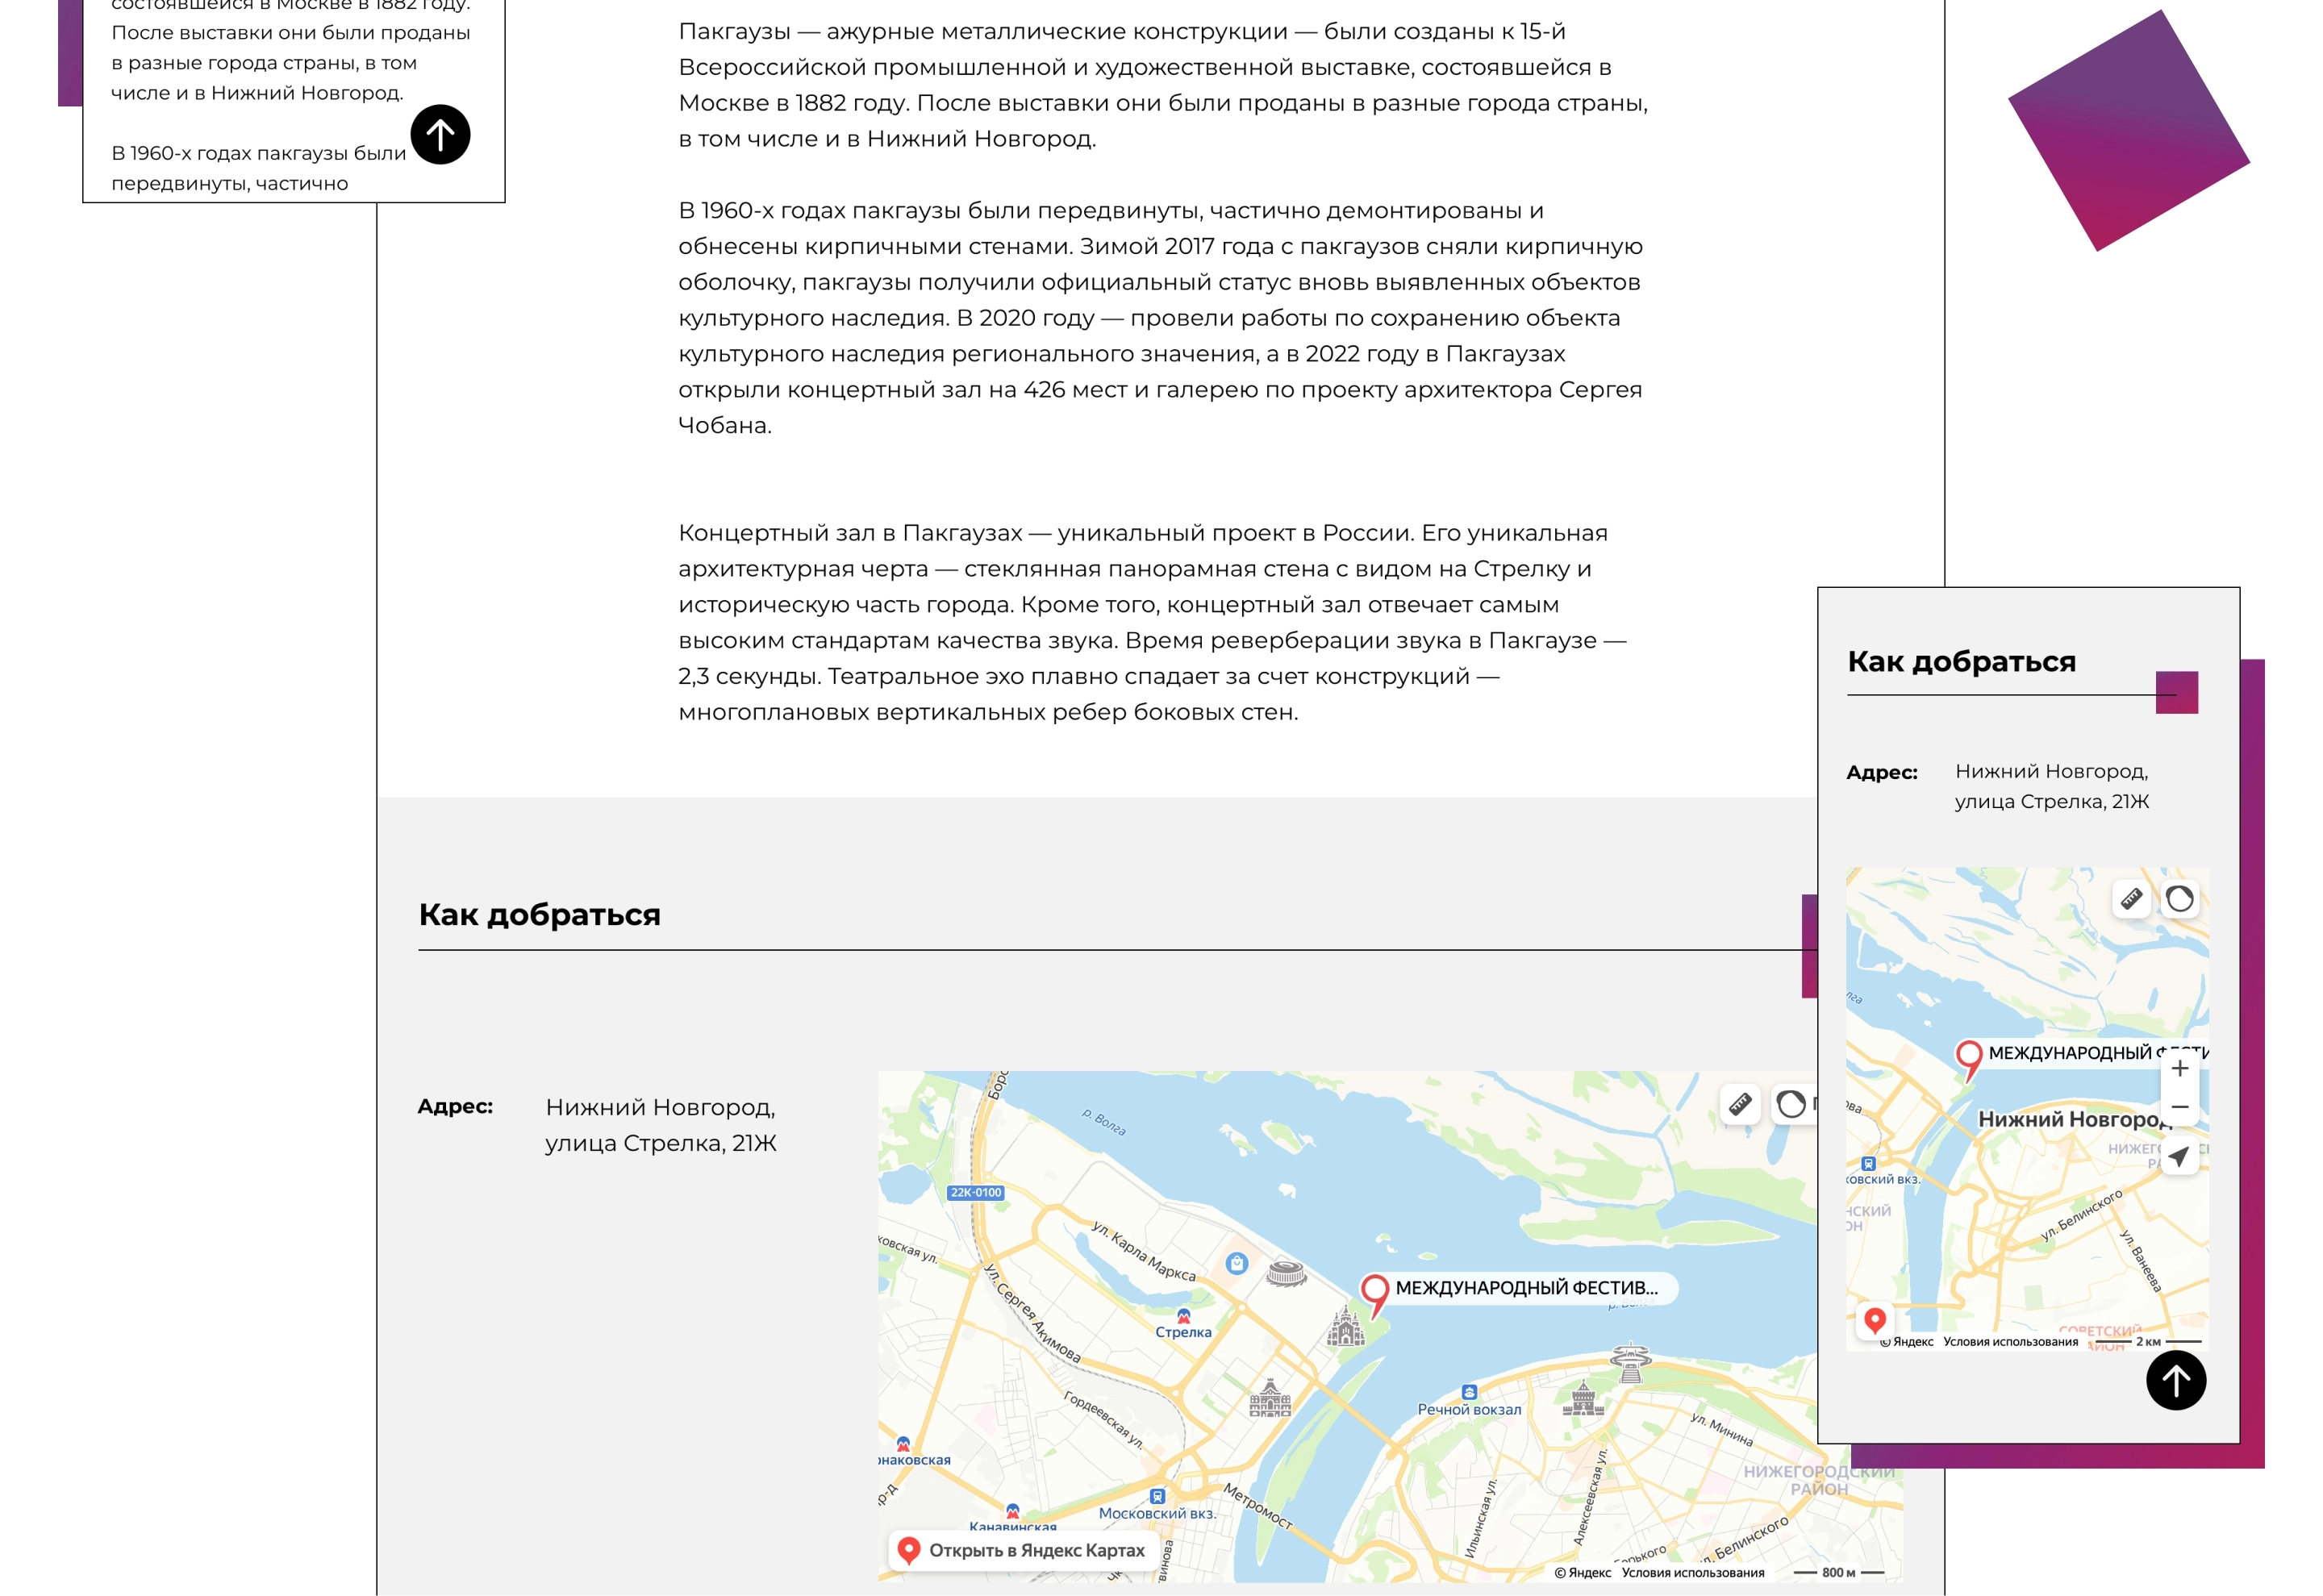 состоявшейся в Москве в 1882 году.
После выставки они были проданы
в разные города страны, в том
числе и в Нижний Новгород.
В 1960-х годах пакгаузы были
передвинуты, частично
Пакгаузы — ажурные металлические конструкции — были созданы к 15-й
Всероссийской промышленной и художественной выставке, состоявшейся в
Москве в 1882 году. После выставки они были проданы в разные города страны,
в том числе и в Нижний Новгород.
В 1960-х годах пакгаузы были передвинуты, частично демонтированы и
обнесены кирпичными стенами. Зимой 2017 года с пакгаузов сняли кирпичную
оболочку, пакгаузы получили официальный статус вновь выявленных объектов
культурного наследия. В 2020 году — провели работы по сохранению объекта
культурного наследия регионального значения, а в 2022 году в Пакгаузах
открыли концертный зал на 426 мест и галерею по проекту архитектора Сергея
Чобана.
Концертный зал в Пакгаузах — уникальный проект в России. Его уникальная
архитектурная черта — стеклянная панорамная стена с видом на Стрелку и
историческую часть города. Кроме того, концертный зал отвечает самым
высоким стандартам качества звука. Время реверберации звука в Пакгаузе —
2,3 секунды. Театральное эхо плавно спадает за счет конструкций —
многоплановых вертикальных ребер боковых стен.
Как добраться
Адрес:
Нижний Новгород,
улица Стрелка, 21Ж
р. Волга
22К-0100
ул. Карла Маркса
ул. Сергея Акимова
Стрелка
МЕЖДУНАРОДНЫЙ ФЕСТИВ...
Гордеевская ул.
Речной вокзал
ул. Минина
НИЖЕГОРОДСКИЙ
РАЙОН
Московский вкз.
Метромост
Канавинская
Ильинская ул.
Алексеевская ул.
ул. Белинского
Открыть в Яндекс Картах
© Яндекс Условия использования 800 м
Как добраться
Адрес:
Нижний Новгород,
улица Стрелка, 21Ж
МЕЖДУНАРОДНЫЙ
Нижний Новгород
ул. Белинского
ул. Ванеева
СОВЕТСКИЙ
© Яндекс Условия использования 2 км